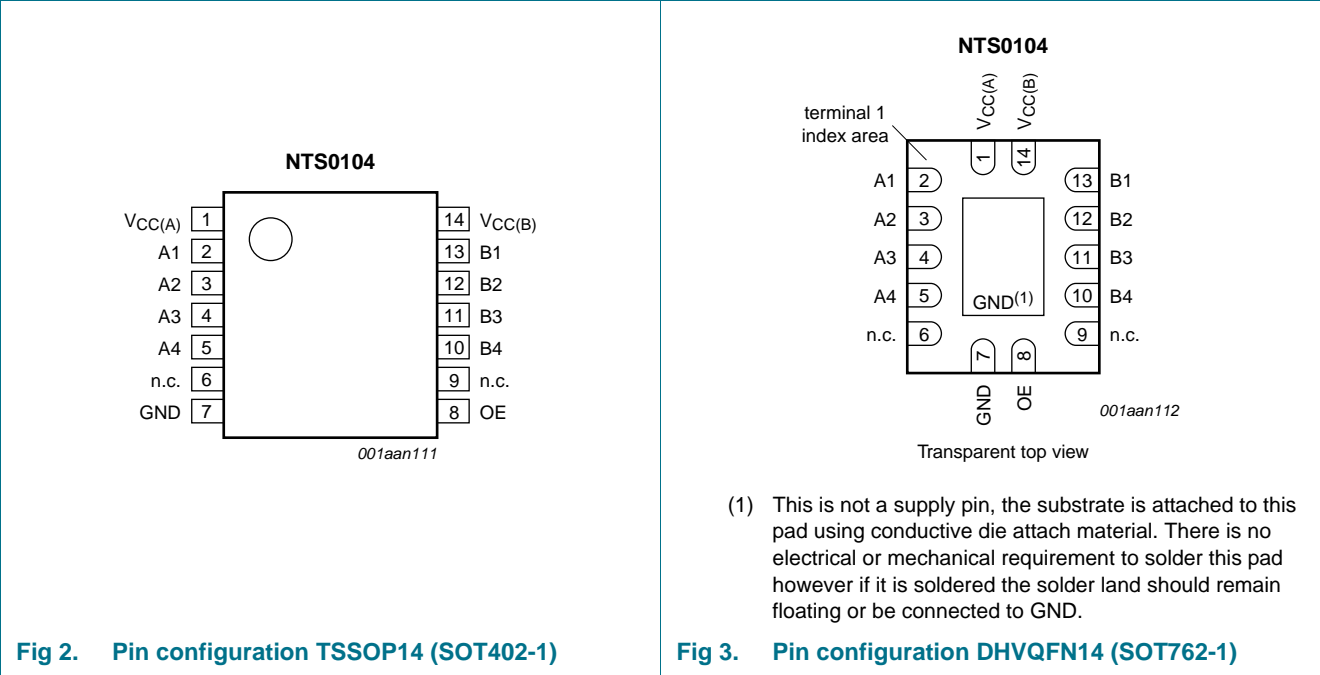 NTS0104
VCC(A) 1
A1 2
A2 3
A3 4
A4 5
n.c. 6
GND 7
14 VCC(B)
13 B1
12 B2
11 B3
10 B4
9 n.c.
8 OE
001aan111
Fig 2. Pin configuration TSSOP14 (SOT402-1)
NTS0104
terminal 1
index area
VCC(A)
VCC(B)
1
14
A1 2
A2 3
A3 4
A4 5
n.c. 6
13 B1
12 B2
11 B3
10 B4
9 n.c.
GND(1)
7
8
GND
OE
001aan112
Transparent top view
(1) This is not a supply pin, the substrate is attached to this
pad using conductive die attach material. There is no
electrical or mechanical requirement to solder this pad
however if it is soldered the solder land should remain
floating or be connected to GND.
Fig 3. Pin configuration DHVQFN14 (SOT762-1)